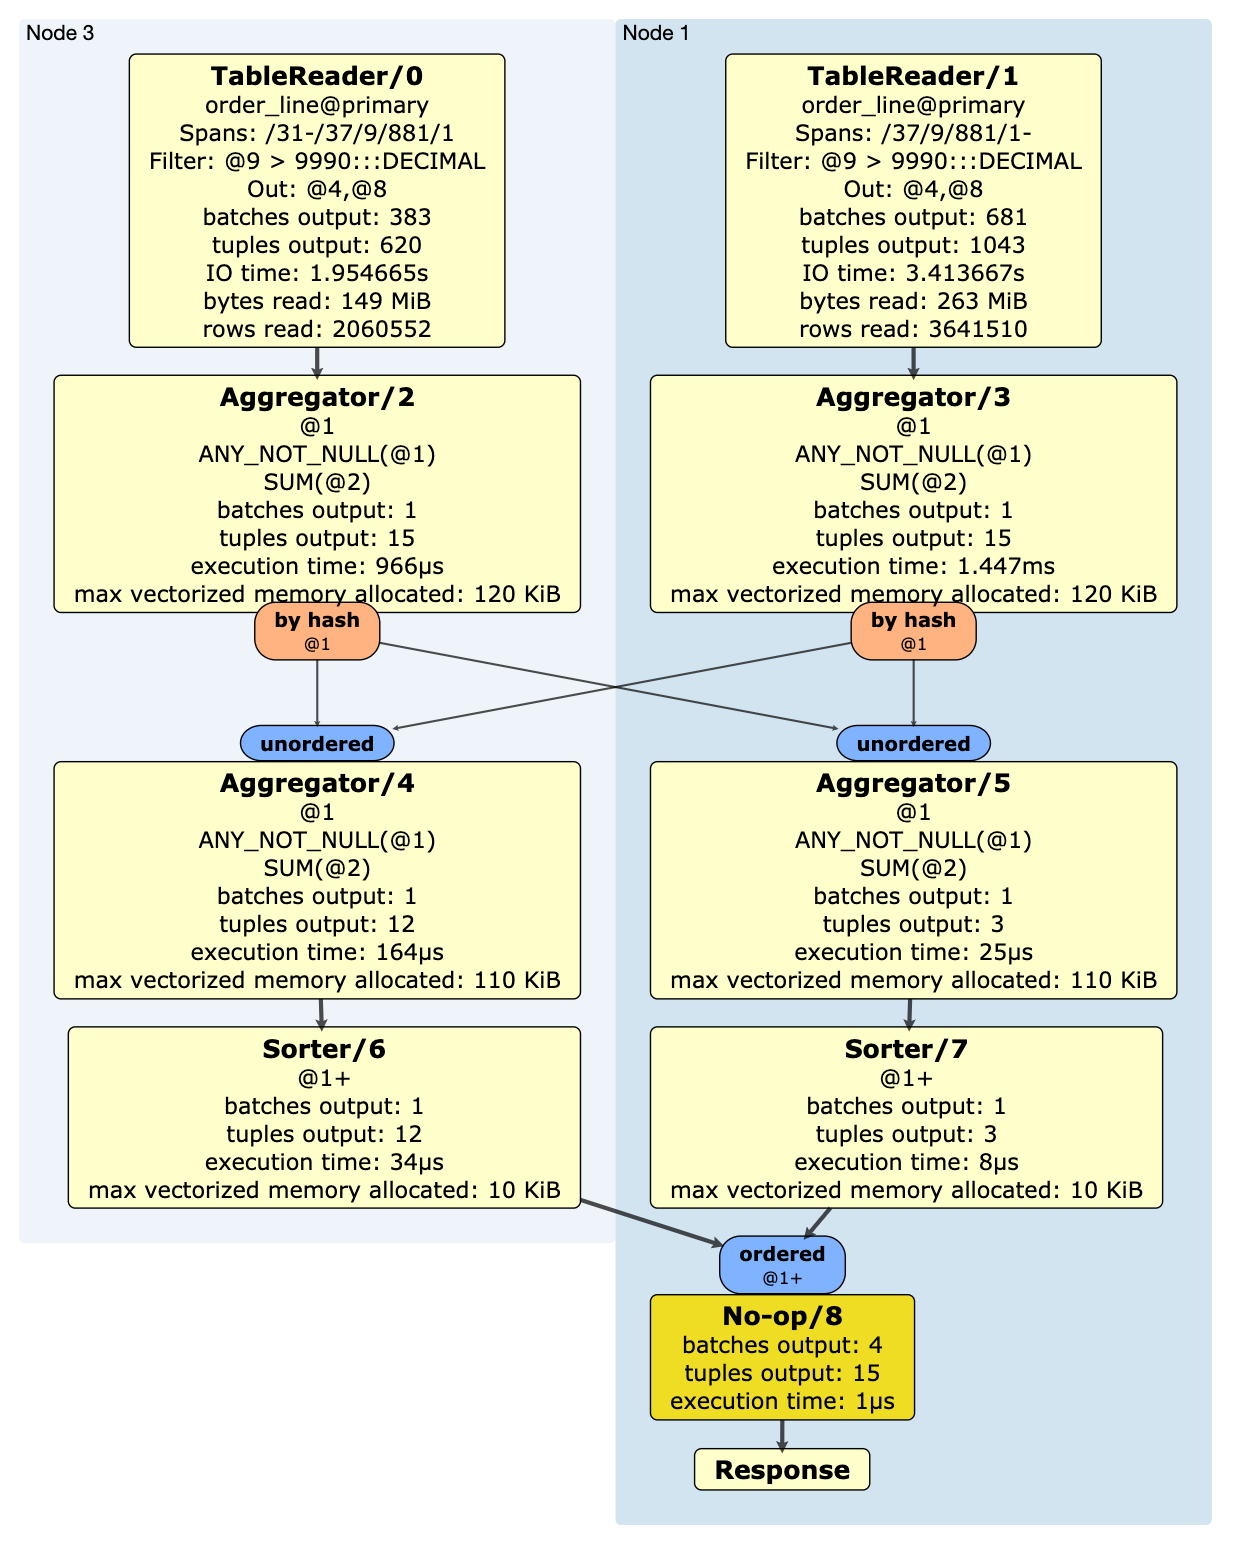 Node 3
TableReader/0
order_line@primary
Spans: /31-/37/9/881/1
Filter: @9 > 9990:::DECIMAL
Out: @4,@8
batches output: 383
tuples output: 620
IO time: 1.954665s
bytes read: 149 MiB
rows read: 2060552
Node 1
TableReader/1
order_line@primary
Spans: /37/9/881/1-
Filter: @9 > 9990:::DECIMAL
Out: @4,@8
batches output: 681
tuples output: 1043
IO time: 3.413667s
bytes read: 263 MiB
rows read: 3641510
Aggregator/2
@1
ANY_NOT_NULL(@1)
SUM(@2)
batches output: 1
tuples output: 15
execution time: 966µs
max vectorized memory allocated: 120 KiB
by hash
@1
Aggregator/3
@1
ANY_NOT_NULL(@1)
SUM(@2)
batches output: 1
tuples output: 15
execution time: 1.447ms
max vectorized memory allocated: 120 KiB
by hash
@1
unordered
Aggregator/4
@1
ANY_NOT_NULL(@1)
SUM(@2)
batches output: 1
tuples output: 12
execution time: 164µs
max vectorized memory allocated: 110 KiB
unordered
Aggregator/5
@1
ANY_NOT_NULL(@1)
SUM(@2)
batches output: 1
tuples output: 3
execution time: 25µs
max vectorized memory allocated: 110 KiB
Sorter/6
@1+
batches output: 1
tuples output: 12
execution time: 34µs
max vectorized memory allocated: 10 KiB
Sorter/7
@1+
batches output: 1
tuples output: 3
execution time: 8µs
max vectorized memory allocated: 10 KiB
ordered
@1+
No-op/8
batches output: 4
tuples output: 15
execution time: 1µs
Response